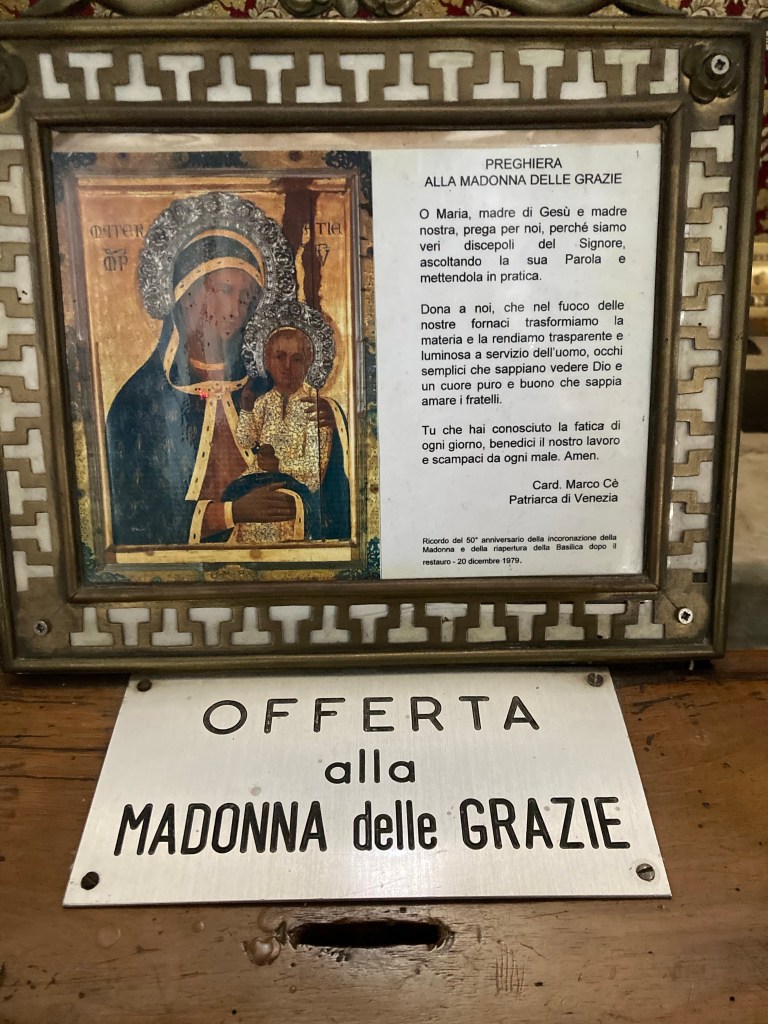 PREGHIERA
ALLA MADONNA DELLE GRAZIE
O Maria, madre di Gesù e madre
nostra, prega per noi, perché siamo
veri discepoli del Signore,
ascoltando la sua Parola e
mettendola in pratica.
Dona a noi, che nel fuoco delle
nostre fornaci trasformiamo la
materia e la rendiamo trasparente e
luminosa a servizio dell'uomo, occhi
semplici che sappiano vedere Dio e
un cuore puro e buono che sappia
amare i fratelli.
Tu che hai conosciuto la fatica di
ogni giorno, benedici il nostro lavoro
e scampaci da ogni male. Amen.
Card. Marco Cè
Patriarca di Venezia
Ricordo del 50° anniversario della incoronazione della
Madonna e della riapertura della Basilica dopo il
restauro - 20 dicembre 1979.
MATER
OFFERTA
alla
MADONNA delle GRAZIE